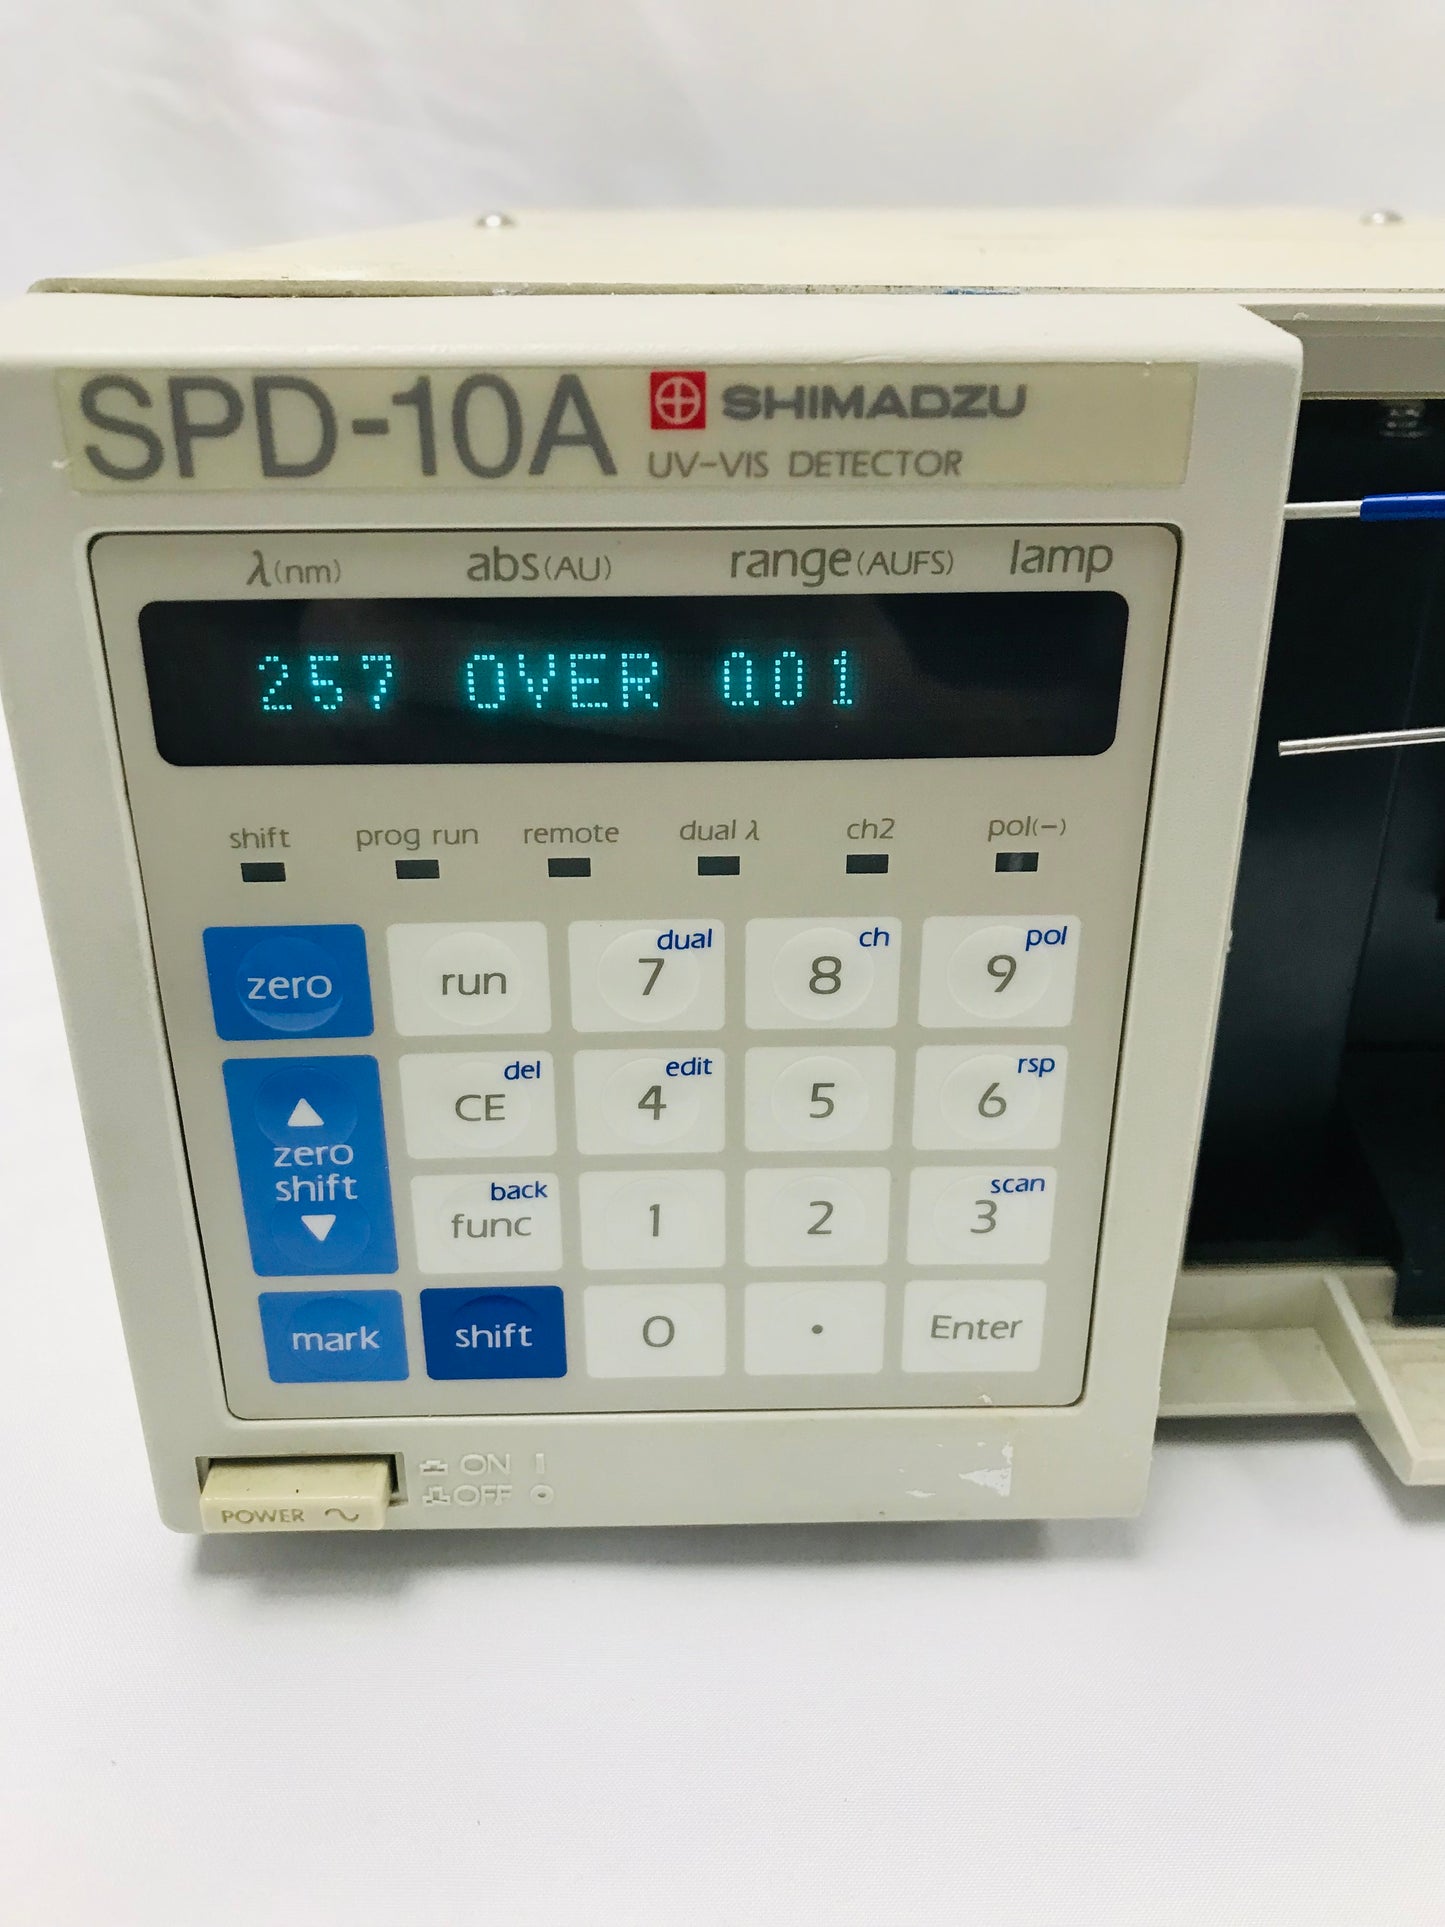 SPD-10A SHIMADZU
UV-VIS DETECTOR
λ(nm) abs(AU) range(AUFS) lamp
257 OVER 0.01
shift prog run remote dual λ ch2 pol(−)
zero run dual 7 ch 8 pol 9
▲ zero shift ▼
del CE edit 4 5 rsp 6
back func 1 2 scan 3
mark shift 0 • Enter
POWER ∼
ON I
OFF O